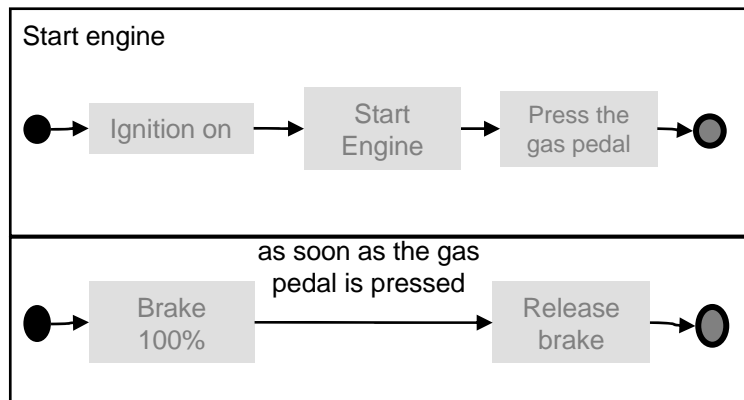 Start engine
Ignition on
Start
Engine
Press the
gas pedal
as soon as the gas
pedal is pressed
Brake
100%
Release
brake